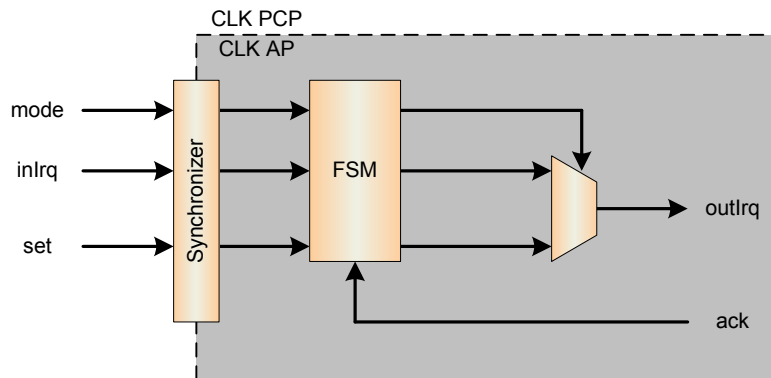 CLK PCP
CLK AP
mode
inIrq
set
Synchronizer
FSM
outIrq
ack